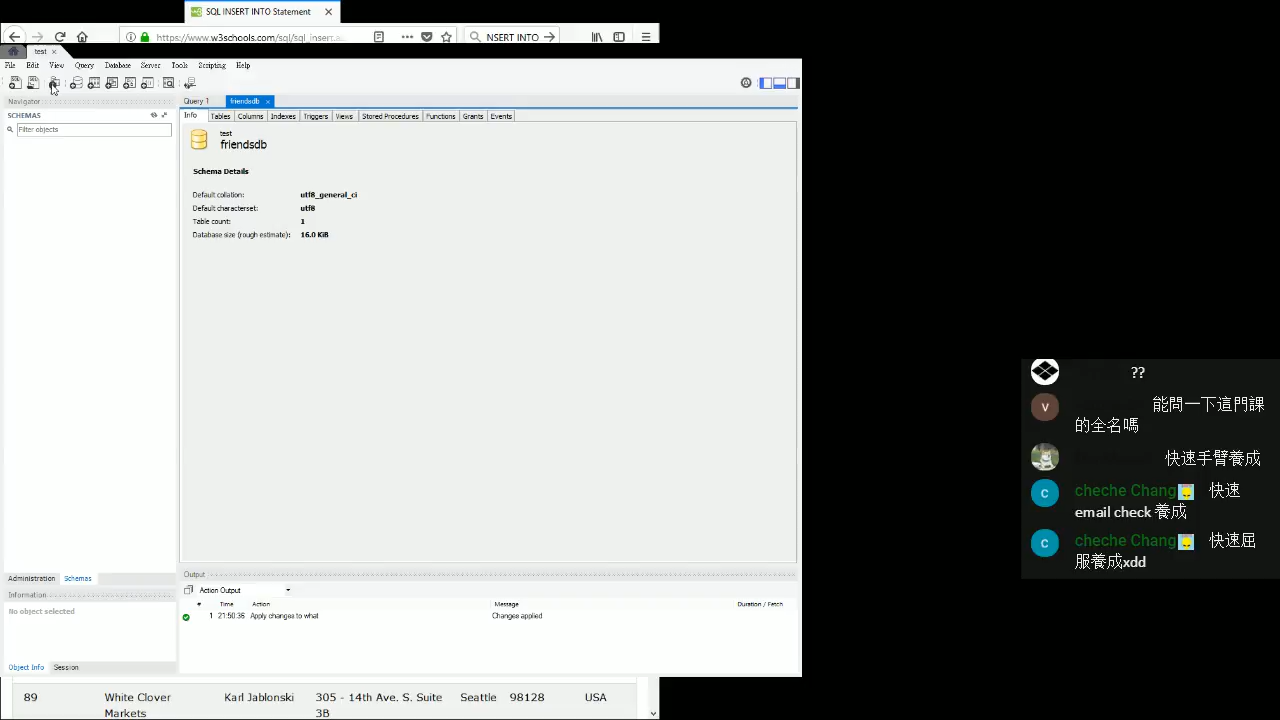 SQL INSERT INTO Statement
https://www.w3schools.com/sql/sql_insert.a...
NSERT INTO
test
File Edit View Query Database Server Tools Scripting Help
Navigator
SCHEMAS
Filter objects
Administration Schemas
Information
No object selected
Object Info Session
Query 1 friendsdb
Info Tables Columns Indexes Triggers Views Stored Procedures Functions Grants Events
test
friendsdb
Schema Details
Default collation: utf8_general_ci
Default characterset: utf8
Table count: 1
Database size (rough estimate): 16.0 KiB
Output
Action Output
# Time Action Message Duration / Fetch
1 21:50:36 Apply changes to what Changes applied
89 White Clover Karl Jablonski 305 - 14th Ave. S. Suite Seattle 98128 USA
Markets 3B
??
V 能問一下這門課
的全名嗎
快速手臂養成
C cheche Chang 快速
email check 養成
C cheche Chang 快速屈
服養成xdd